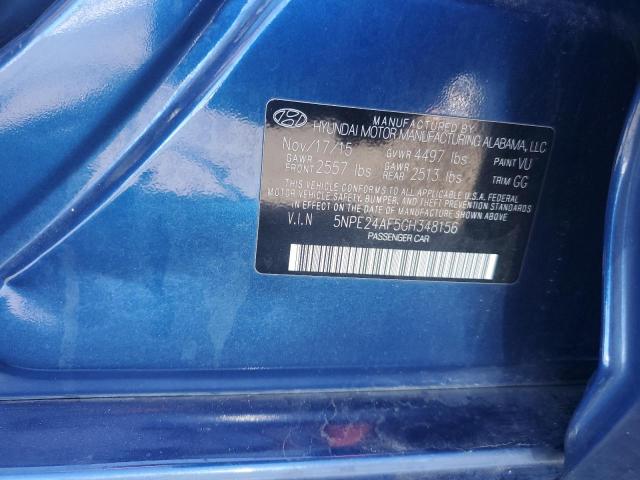 MANUFACTURED BY
HYUNDAI MOTOR MANUFACTURING ALABAMA, LLC
Nov/17/15 GVWR 4497 lbs PAINT VU
GAWR FRONT 2557 lbs GAWR REAR 2513 lbs TRIM GG
THIS VEHICLE CONFORMS TO ALL APPLICABLE U.S.A. FEDERAL
MOTOR VEHICLE SAFETY, BUMPER, AND THEFT PREVENTION STANDARDS
IN EFFECT ON THE DATE OF MANUFACTURE SHOWN ABOVE.
V.I.N 5NPE24AF5GH348156
PASSENGER CAR